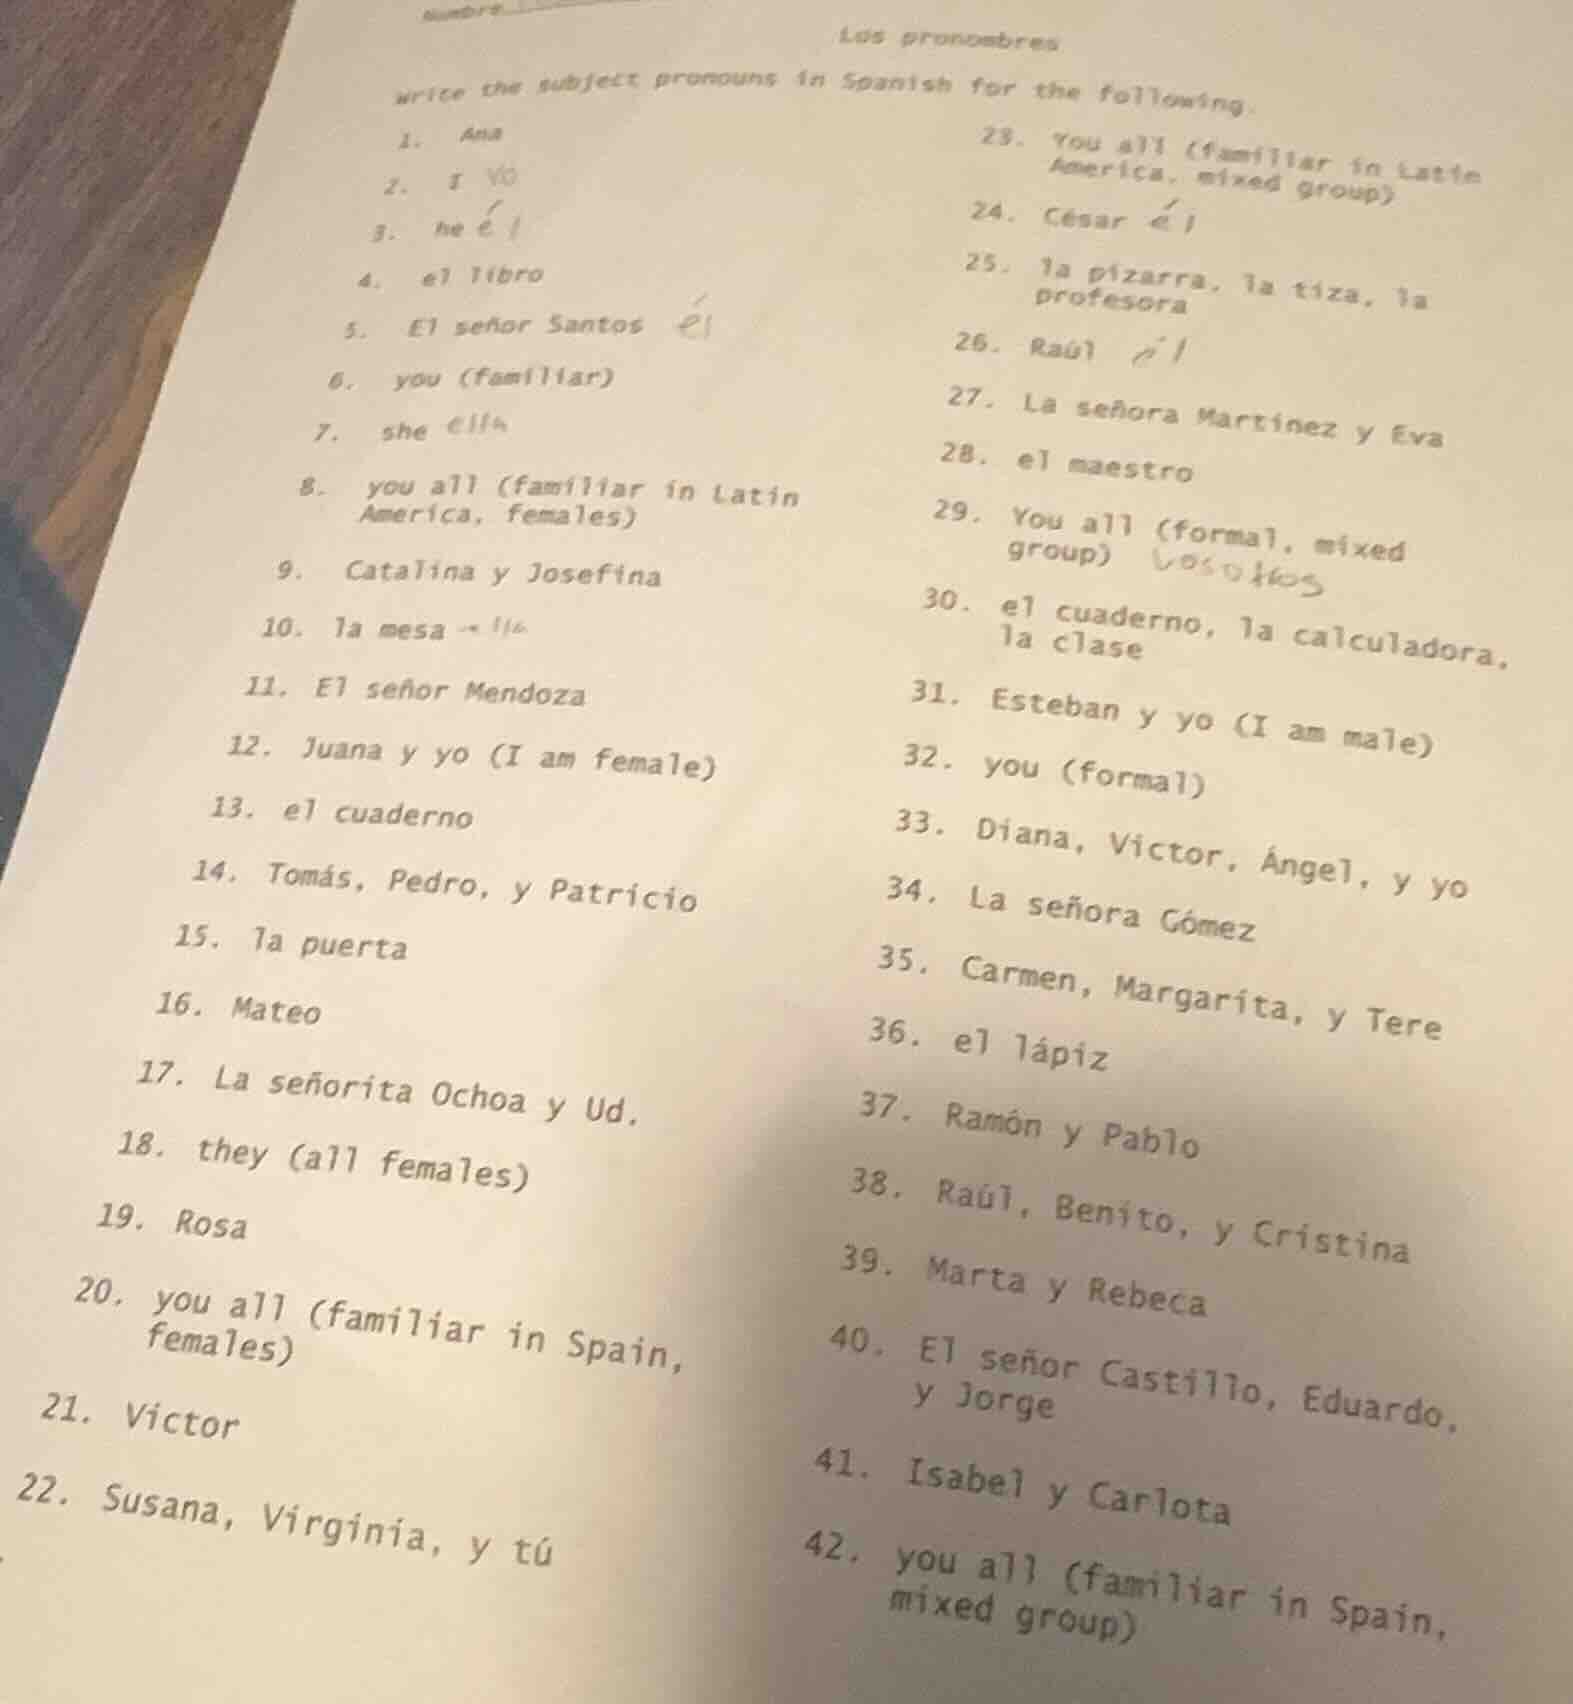 Nombre
Los pronombres
Write the subject pronouns in Spanish for the following.
1. Ana
2. I yo
3. he él
4. el libro
5. El señor Santos él
6. you (familiar)
7. she ella
8. you all (familiar in Latin
America, females)
9. Catalina y Josefina
10. la mesa ella
11. El señor Mendoza
12. Juana y yo (I am female)
13. el cuaderno
14. Tomás, Pedro, y Patricio
15. la puerta
16. Mateo
17. La señorita Ochoa y Ud.
18. they (all females)
19. Rosa
20. you all (familiar in Spain,
females)
21. Victor
22. Susana, Virginia, y tú
23. You all (familiar in Latin
America, mixed group)
24. César él
25. la pizarra, la tiza, la
profesora
26. Raúl él
27. La señora Martínez y Eva
28. el maestro
29. You all (formal, mixed
group) vosotros
30. el cuaderno, la calculadora,
la clase
31. Esteban y yo (I am male)
32. you (formal)
33. Diana, Victor, Ángel, y yo
34. La señora Gómez
35. Carmen, Margarita, y Tere
36. el lápiz
37. Ramón y Pablo
38. Raúl, Benito, y Cristina
39. Marta y Rebeca
40. El señor Castillo, Eduardo,
y Jorge
41. Isabel y Carlota
42. you all (familiar in Spain,
mixed group)